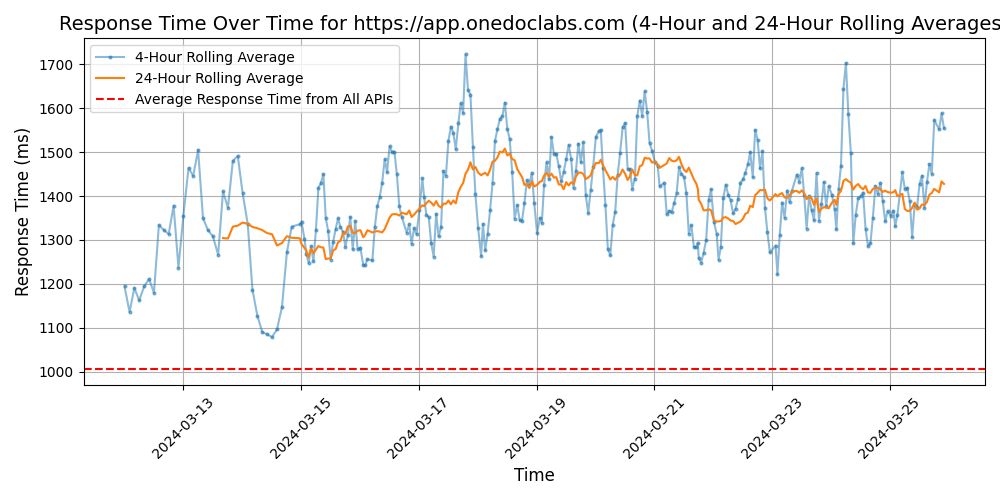 Response Time Over Time for https://app.onedoclabs.com (4-Hour and 24-Hour Rolling Averages
4-Hour Rolling Average
24-Hour Rolling Average
Average Response Time from All APIs
Response Time (ms)
1700
1600
1500
1400
1300
1200
1100
1000
2024-03-13
2024-03-15
2024-03-17
2024-03-19
2024-03-21
2024-03-23
2024-03-25
Time